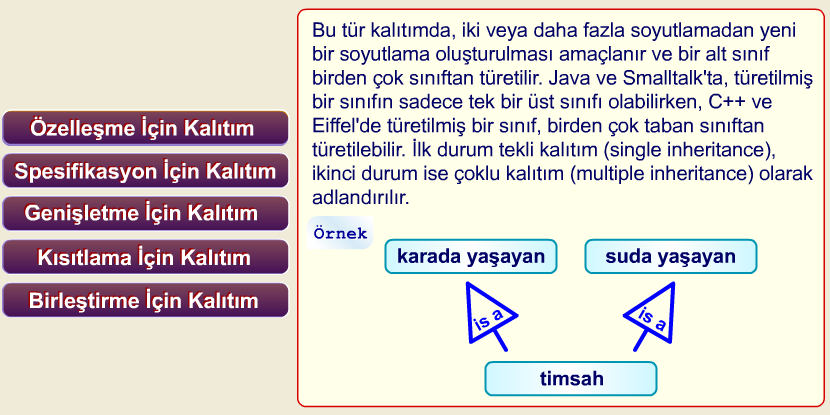 Özelleşme İçin Kalıtım
Spesifikasyon İçin Kalıtım
Genişletme İçin Kalıtım
Kısıtlama İçin Kalıtım
Birleştirme İçin Kalıtım
Bu tür kalıtımda, iki veya daha fazla soyutlamadan yeni
bir soyutlama oluşturulması amaçlanır ve bir alt sınıf
birden çok sınıftan türetilir. Java ve Smalltalk'ta, türetilmiş
bir sınıfın sadece tek bir üst sınıfı olabilirken, C++ ve
Eiffel'de türetilmiş bir sınıf, birden çok taban sınıftan
türetilebilir. İlk durum tekli kalıtım (single inheritance),
ikinci durum ise çoklu kalıtım (multiple inheritance) olarak
adlandırılır.
Örnek
karada yaşayan
suda yaşayan
is a
is a
timsah